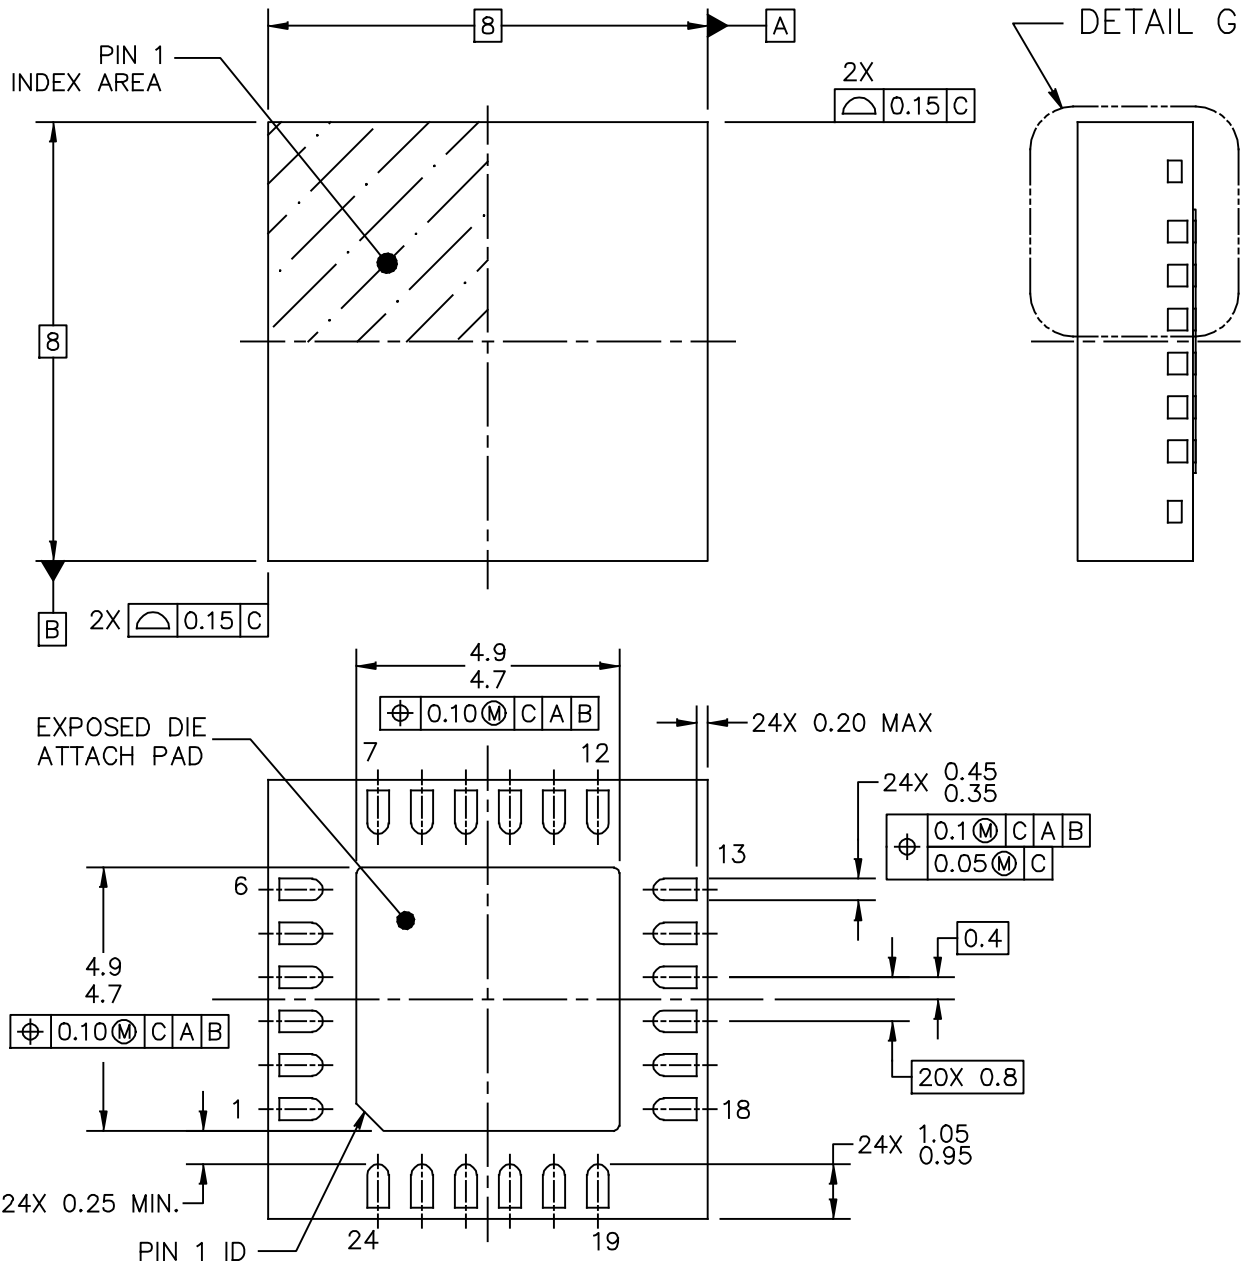 8
A
DETAIL G
PIN 1
INDEX AREA
2X
0.15 C
8
B
2X 0.15 C
4.9
4.7
0.10 Ⓜ C A B
EXPOSED DIE
ATTACH PAD
7
12
24X 0.20 MAX
24X 0.45
0.35
0.1 Ⓜ C A B
0.05 Ⓜ C
13
6
0.4
4.9
4.7
0.10 Ⓜ C A B
20X 0.8
1
18
24X 1.05
0.95
24X 0.25 MIN.
24
19
PIN 1 ID